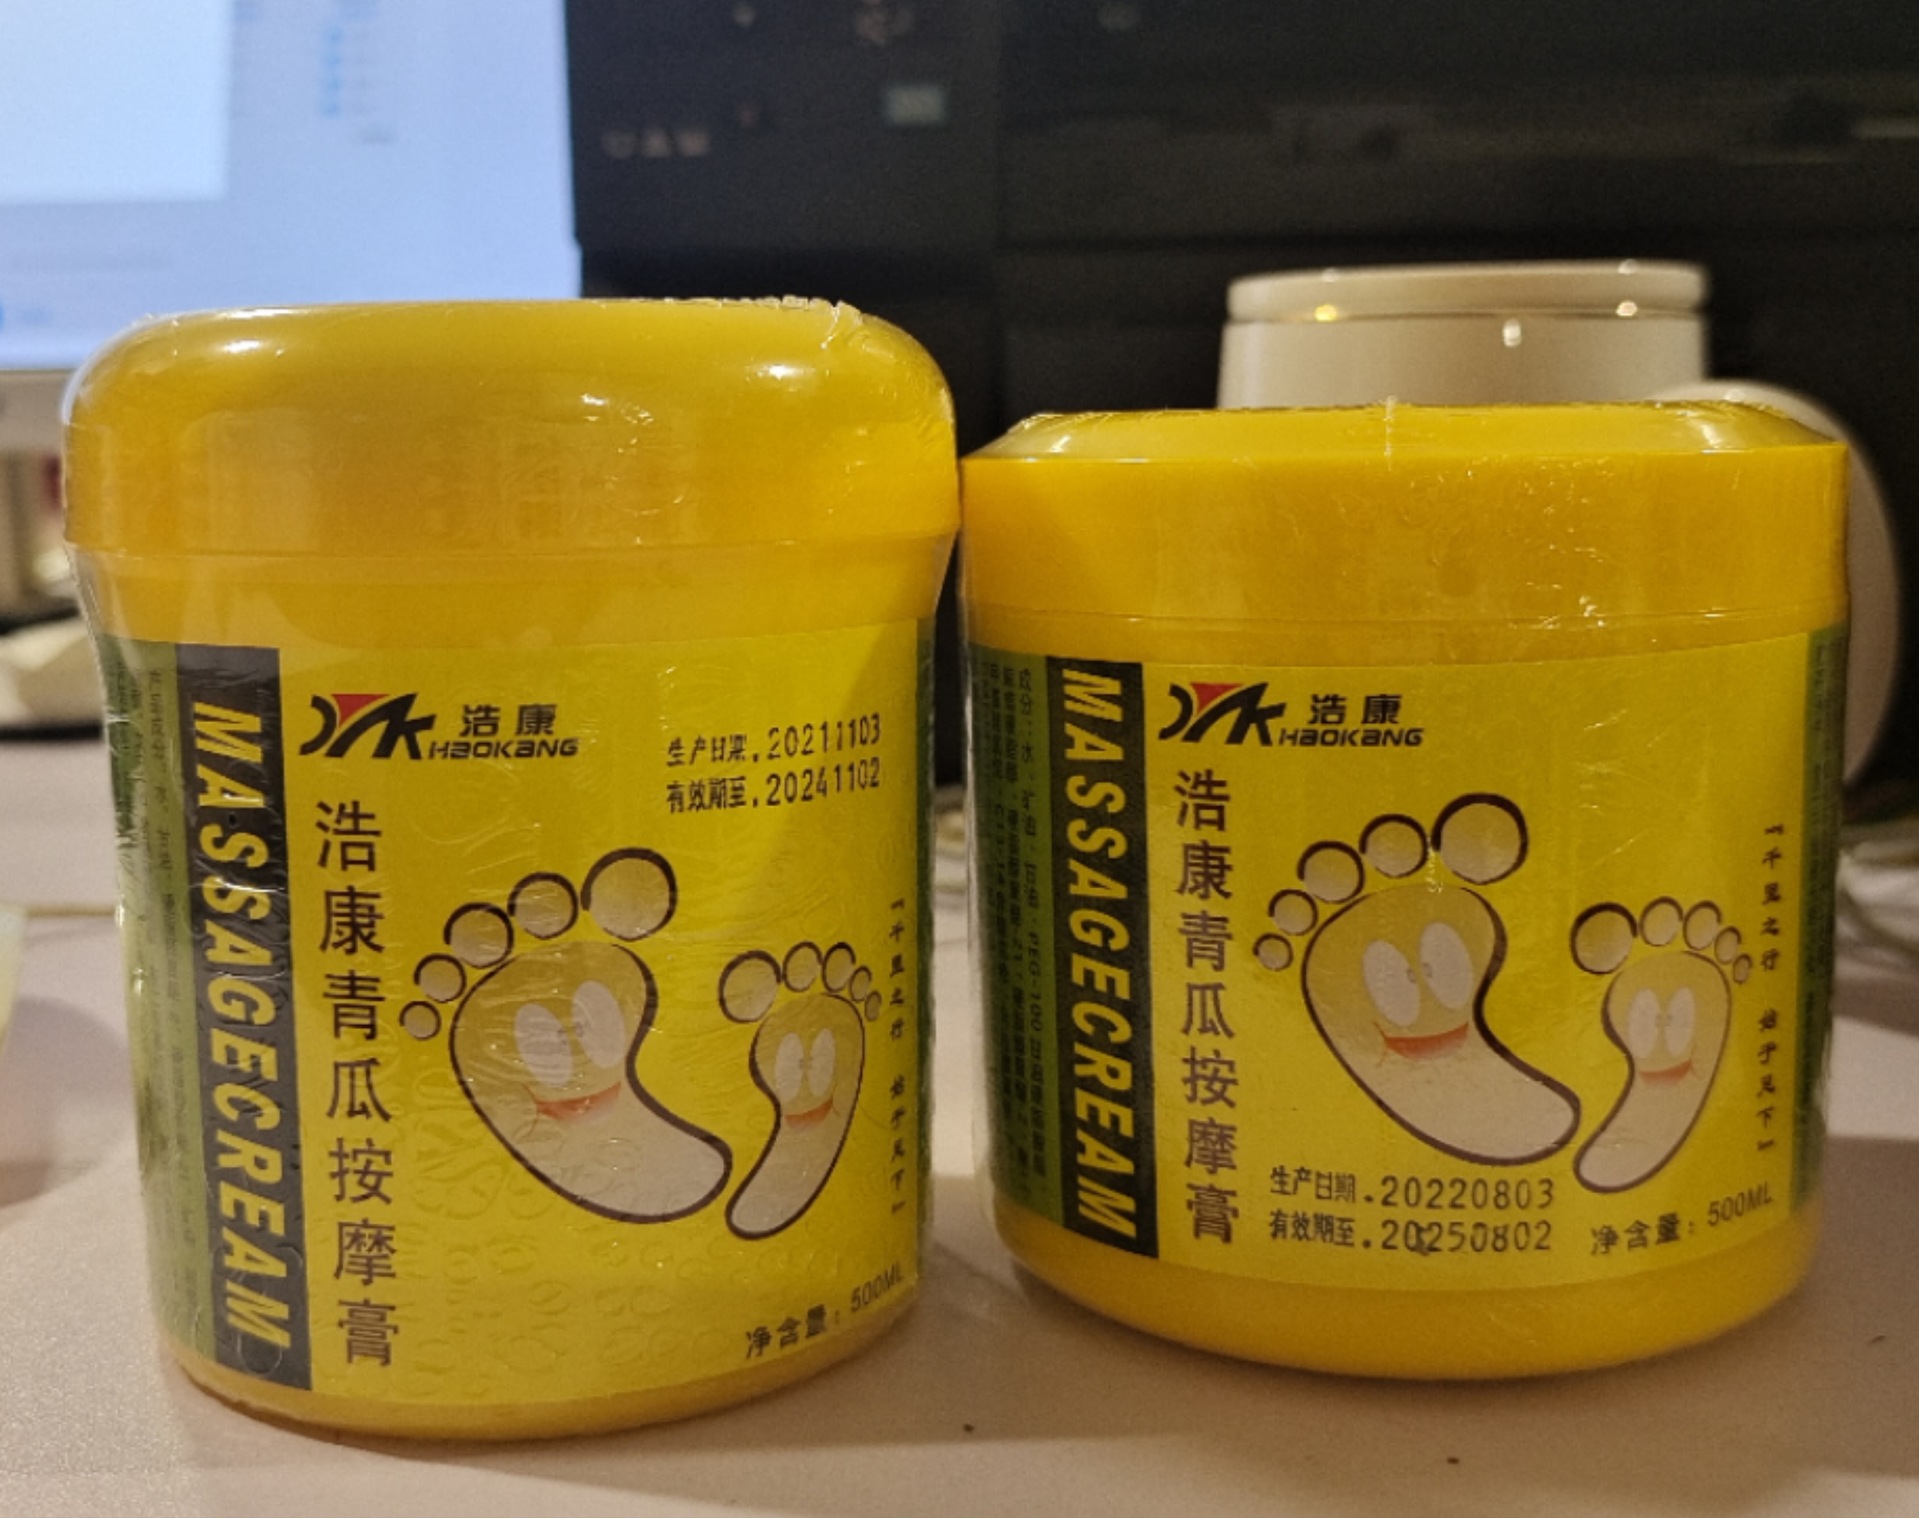 MASSAGECREAM
浩康
HAOKANG
生产日期.20211103
有效期至.20241102
浩康青瓜按摩膏
『千里之行 始于足下』
净含量：500ML
MASSAGECREAM
浩康
HAOKANG
浩康青瓜按摩膏
『千里之行 始于足下』
生产日期.20220803
有效期至.20250802
净含量：500ML